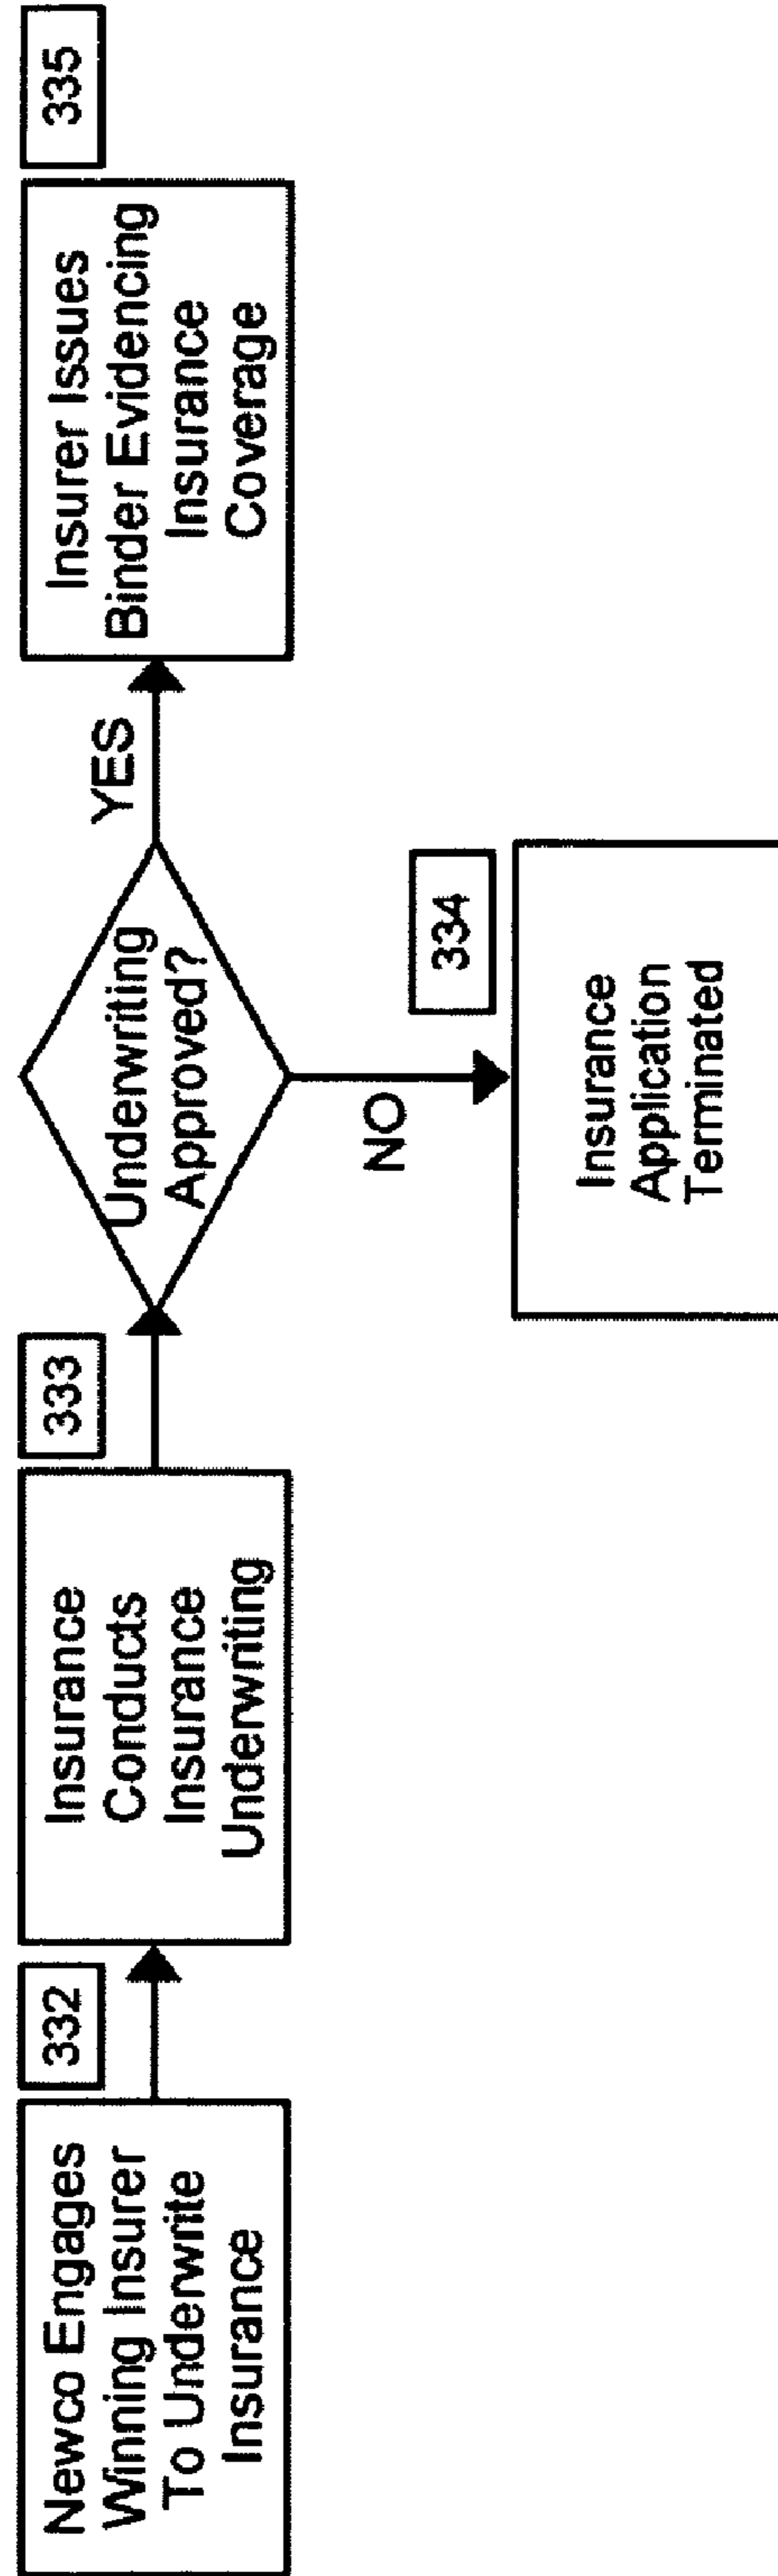 Newco Engages
Winning Insurer
To Underwrite
Insurance
332
Insurance
Conducts
Insurance
Underwriting
333
Underwriting
Approved?
YES
Insurer Issues
Binder Evidencing
Insurance
Coverage
335
NO
334
Insurance
Application
Terminated